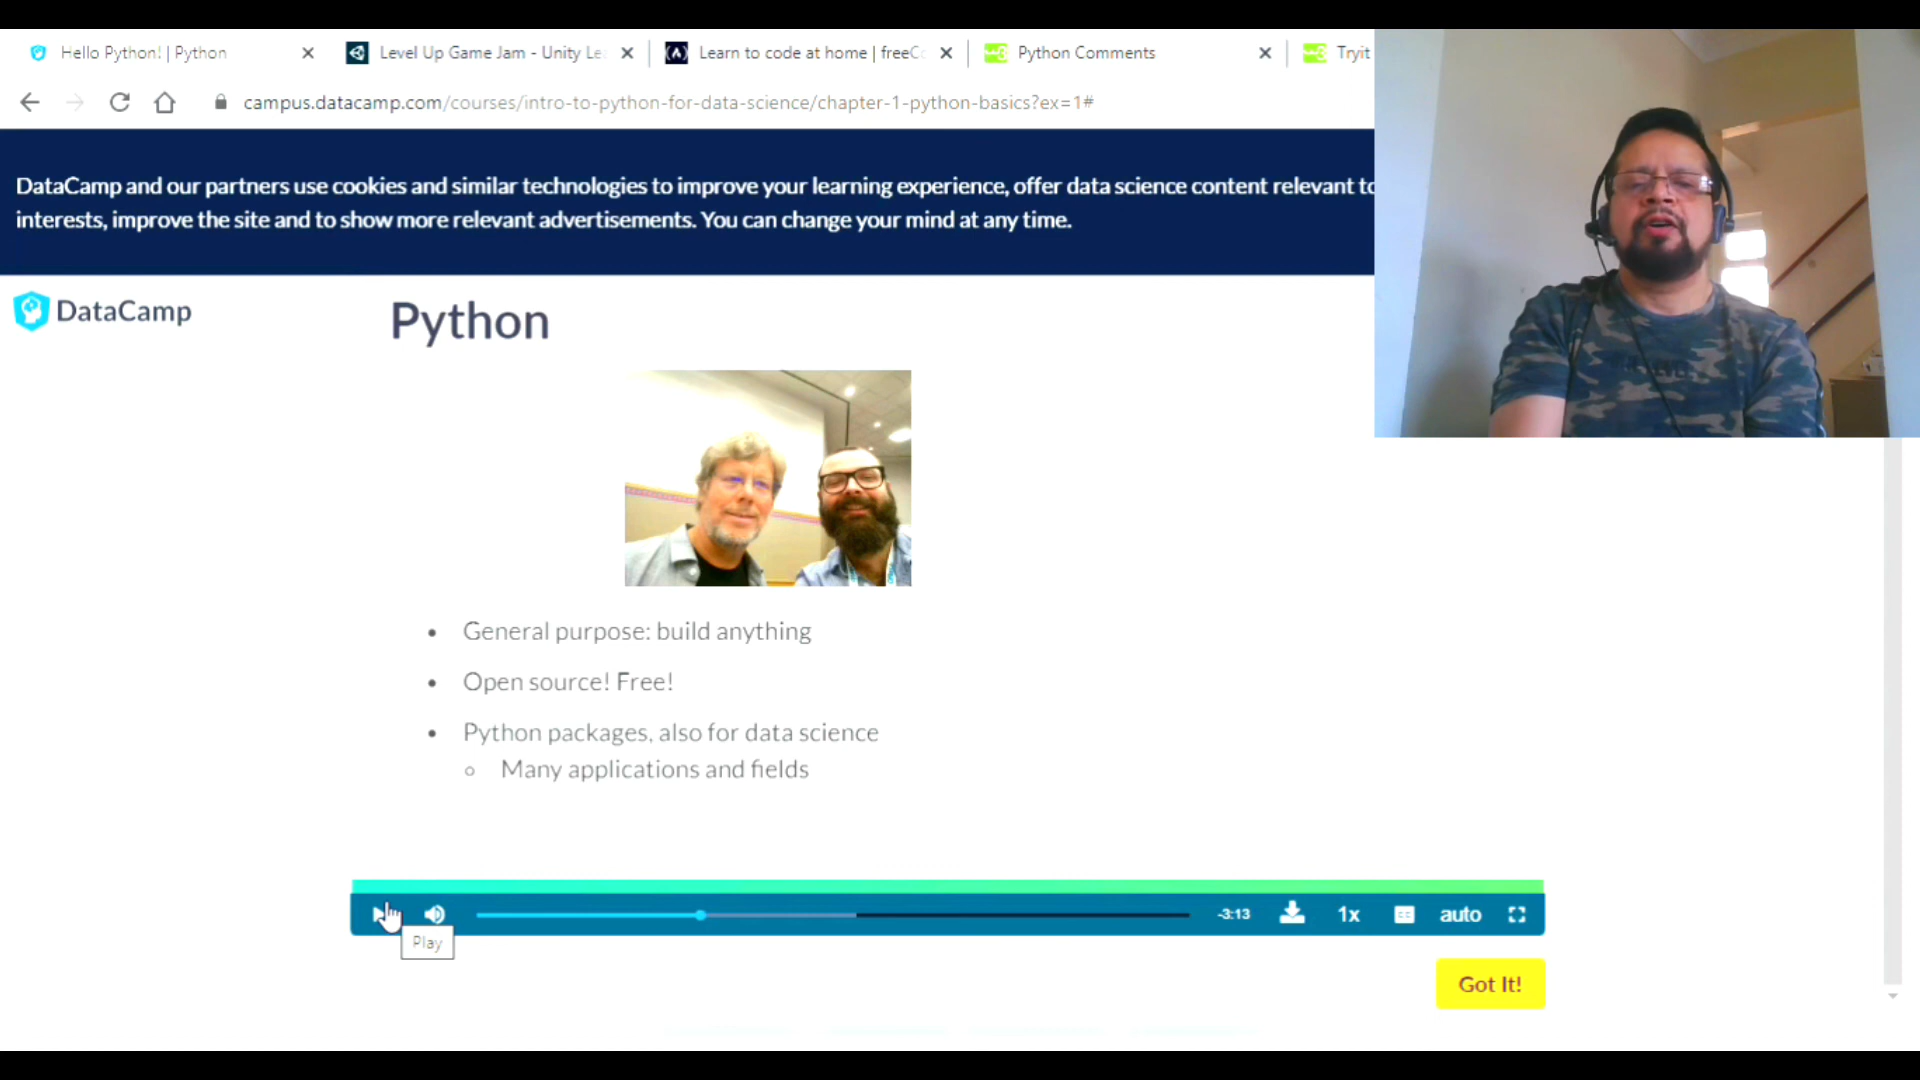 Hello Python! | Python
Level Up Game Jam - Unity Le
Learn to code at home | freeCo
Python Comments
Tryit
campus.datacamp.com/courses/intro-to-python-for-data-science/chapter-1-python-basics?ex=1#
DataCamp and our partners use cookies and similar technologies to improve your learning experience, offer data science content relevant to
interests, improve the site and to show more relevant advertisements. You can change your mind at any time.
DataCamp
Python
General purpose: build anything
Open source! Free!
Python packages, also for data science
Many applications and fields
-3:13
1x
auto
Play
Got It!